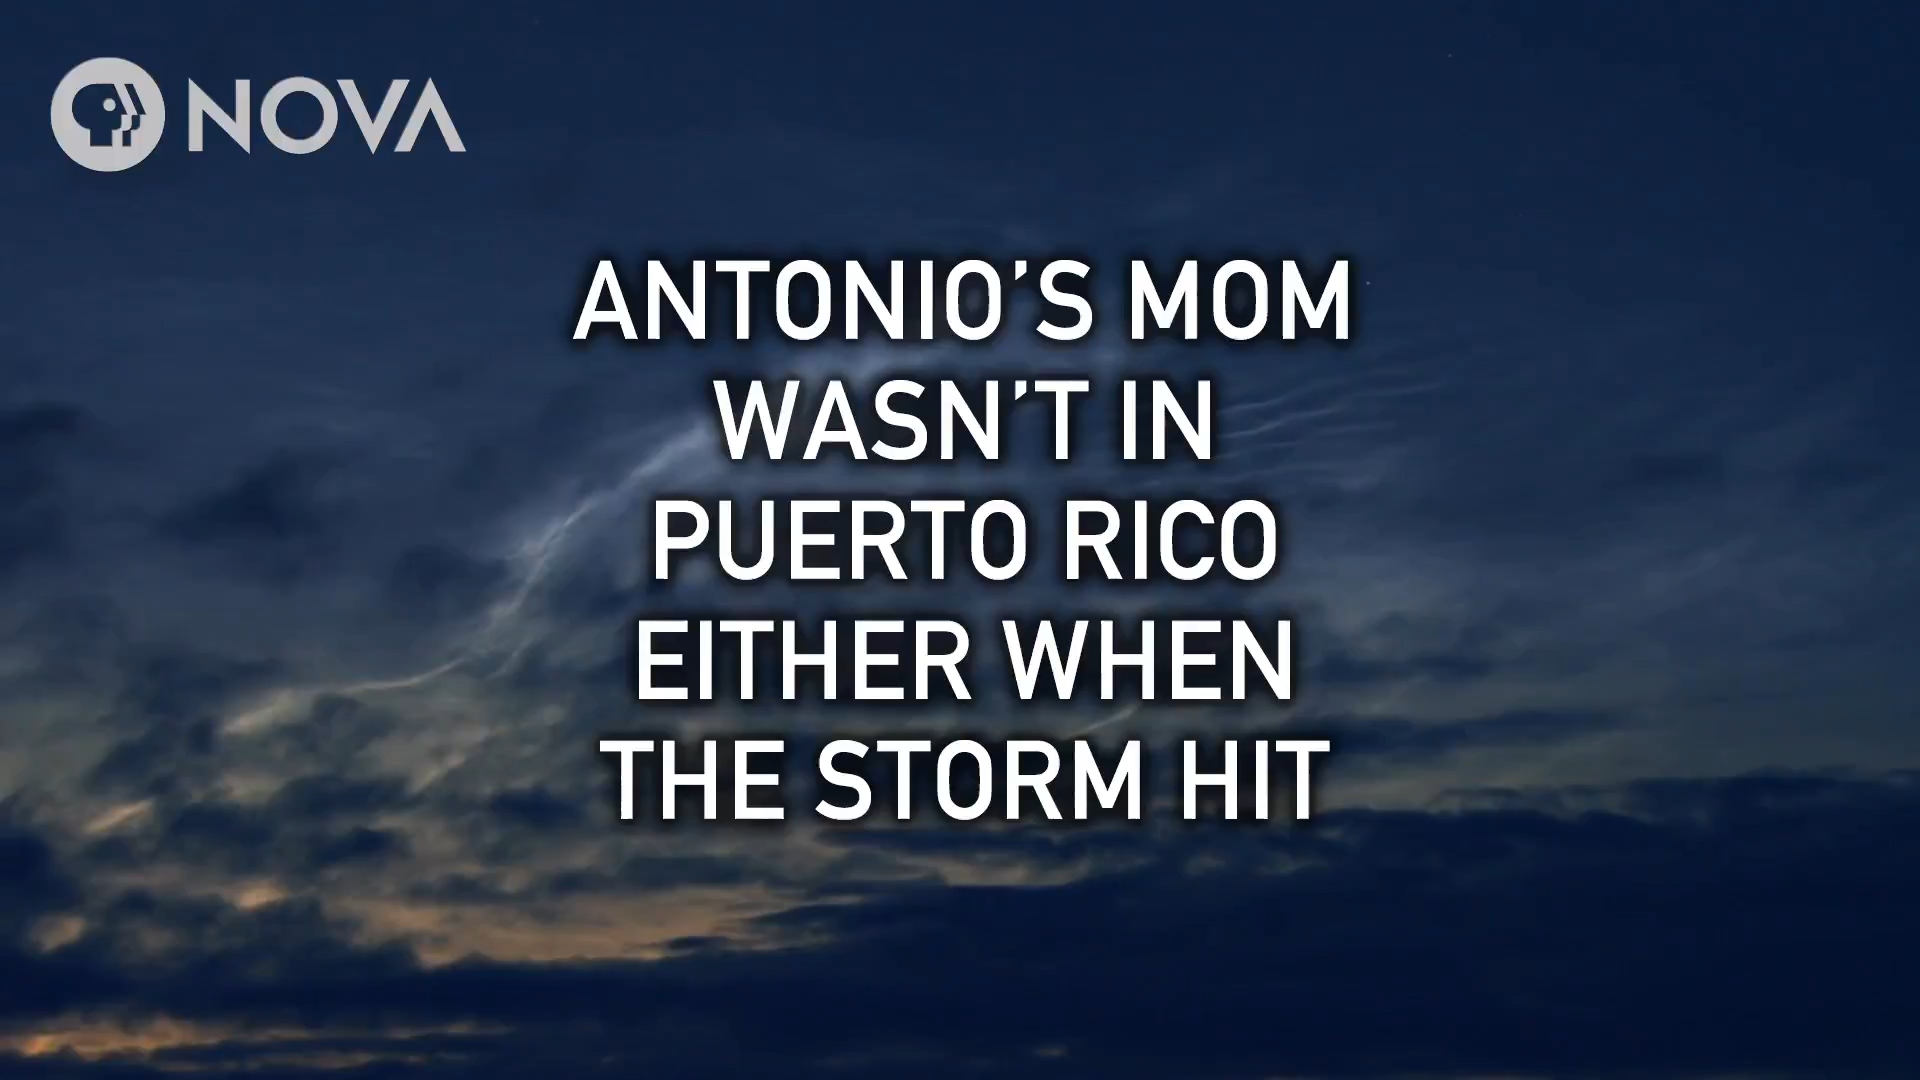 NOVA
ANTONIO’S MOM
WASN’T IN
PUERTO RICO
EITHER WHEN
THE STORM HIT